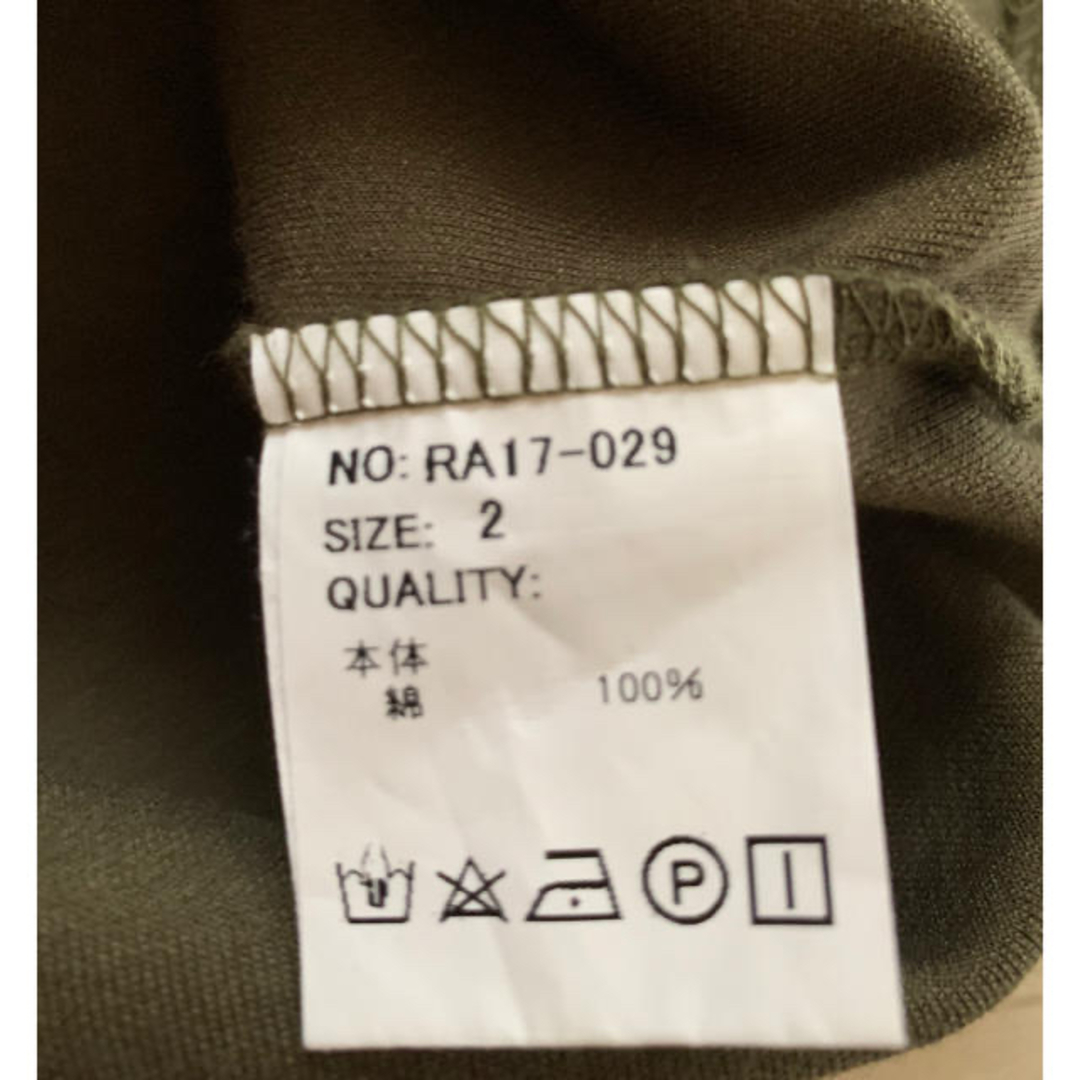 NO: RA17-029
SIZE: 2
QUALITY:
本体
綿 100%
P